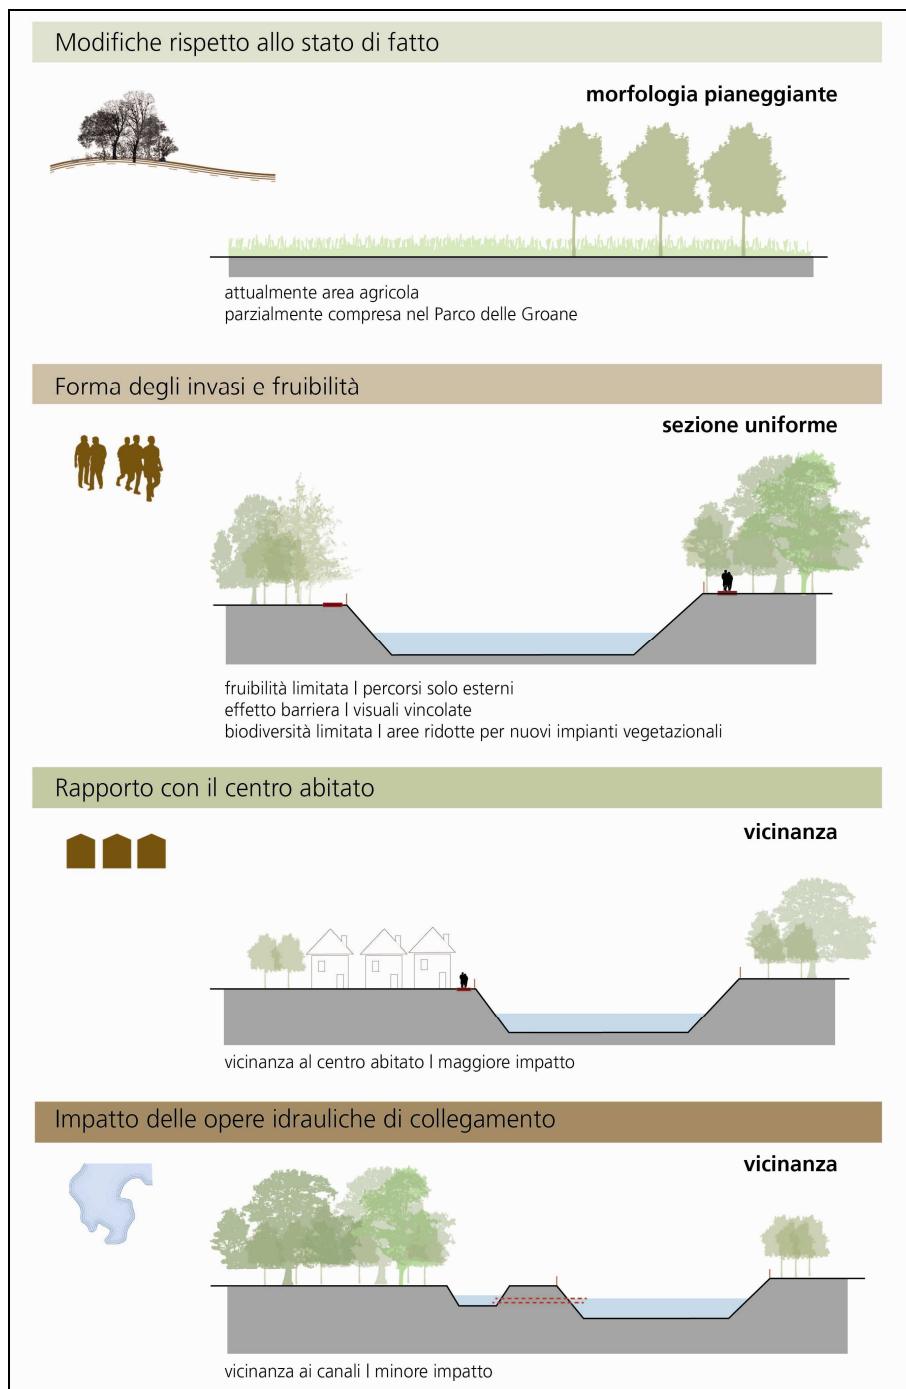 Modifiche rispetto allo stato di fatto
morfologia pianeggiante
attualmente area agricola
parzialmente compresa nel Parco delle Groane
Forma degli invasi e fruibilità
sezione uniforme
fruibilità limitata l percorsi solo esterni
effetto barriera l visuali vincolate
biodiversità limitata l aree ridotte per nuovi impianti vegetazionali
Rapporto con il centro abitato
vicinanza
vicinanza al centro abitato l maggiore impatto
Impatto delle opere idrauliche di collegamento
vicinanza
vicinanza ai canali l minore impatto